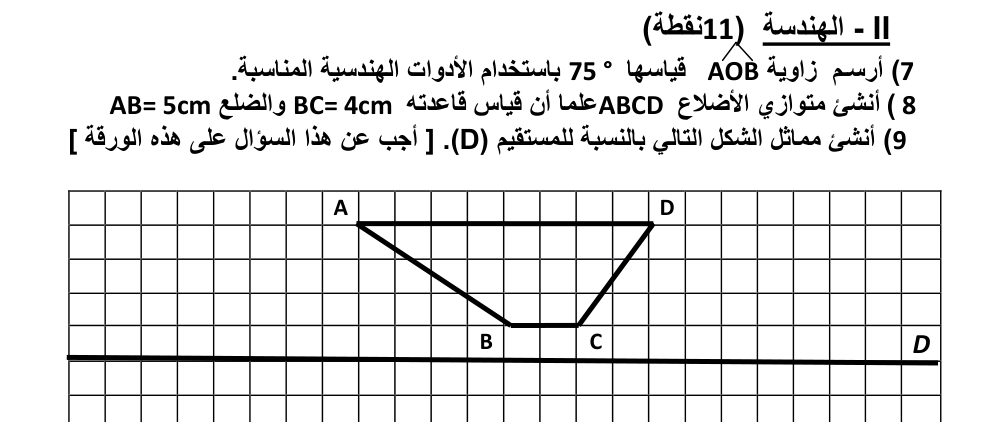 II - الهندسة (11نقطة)
7) أرسم زاوية AOB قياسها 75 ° باستخدام الأدوات الهندسية المناسبة.
8 ) أنشئ متوازي الأضلاع ABCD علما أن قياس قاعدته BC= 4cm والضلع AB= 5cm
9) أنشئ مماثل الشكل التالي بالنسبة للمستقيم (D). [ أجب عن هذا السؤال على هذه الورقة ]
A D
B C D